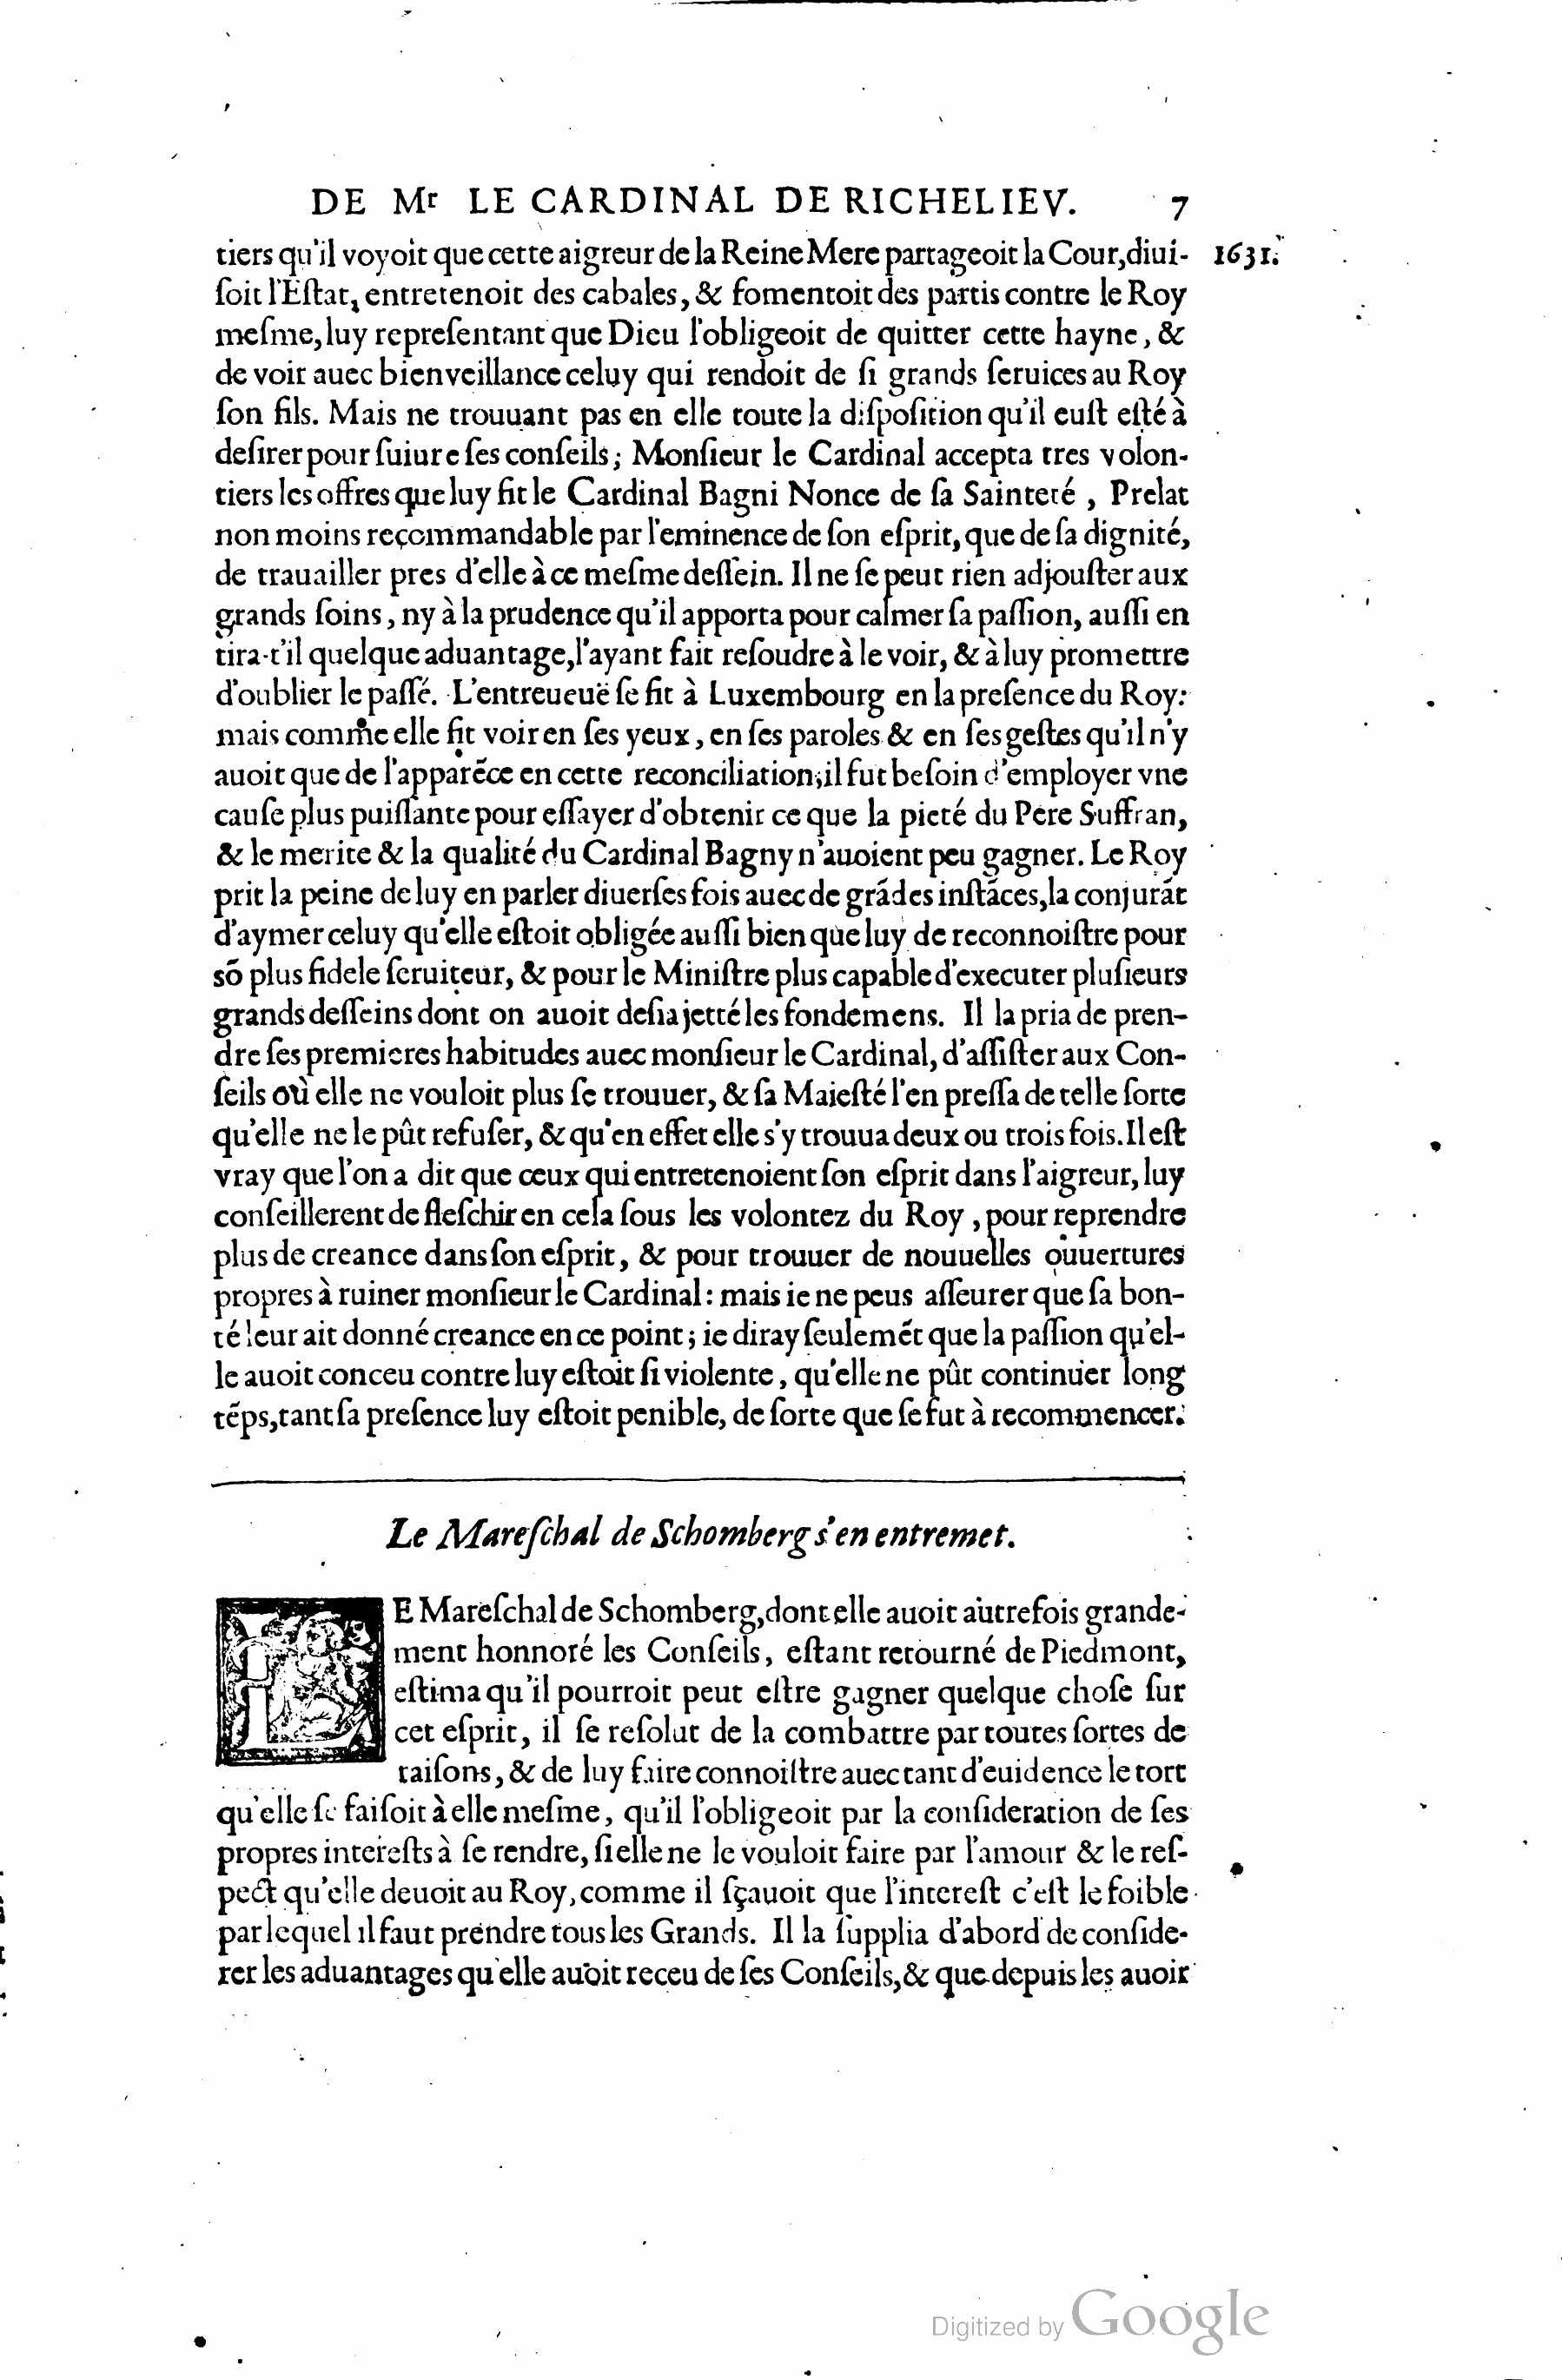 DE Mr LE CARDINAL DE RICHELIEV. 7
tiers qu'il voyoit que cette aigreur de la Reine Mere partageoit la Cour, diui- 1631.
ſoit l'Eſtat, entretenoit des cabales, & fomentoit des partis contre le Roy
meſme, luy repreſentant que Dieu l'obligeoit de quitter cette hayne, &
de voir auec bienveillance celuy qui rendoit de ſi grands ſeruices au Roy
ſon fils. Mais ne trouuant pas en elle toute la diſpoſition qu'il euſt eſté à
deſirer pour ſuiure ſes conſeils; Monſieur le Cardinal accepta tres volon-
tiers les offres que luy fit le Cardinal Bagni Nonce de ſa Sainteté, Prelat
non moins reçommandable par l'eminence de ſon eſprit, que de ſa dignité,
de trauailler pres d'elle à ce meſme deſſein. Il ne ſe peut rien adjouſter aux
grands ſoins, ny à la prudence qu'il apporta pour calmer ſa paſſion, auſſi en
tira-t'il quelque aduantage, l'ayant fait reſoudre à le voir, & à luy promettre
d'oublier le paſſé. L'entreueuë ſe fit à Luxembourg en la preſence du Roy:
mais comme elle fit voir en ſes yeux, en ſes paroles & en ſes geſtes qu'il n'y
auoit que de l'apparẽce en cette reconciliation; il fut beſoin d'employer vne
cauſe plus puiſſante pour eſſayer d'obtenir ce que la pieté du Pere Suffran,
& le merite & la qualité du Cardinal Bagny n'auoient peu gagner. Le Roy
prit la peine de luy en parler diuerſes fois auec de grãdes inſtãces, la conjurãt
d'aymer celuy qu'elle eſtoit obligée auſſi bien que luy de reconnoiſtre pour
sõ plus fidele ſeruiteur, & pour le Miniſtre plus capable d'executer pluſieurs
grands deſſeins dont on auoit deſia jetté les fondemens. Il la pria de pren-
dre ſes premieres habitudes auec monſieur le Cardinal, d'aſſiſter aux Con-
ſeils où elle ne vouloit plus ſe trouuer, & ſa Maieſté l'en preſſa de telle ſorte
qu'elle ne le pût refuſer, & qu'en effet elle s'y trouua deux ou trois fois. Il eſt
vray que l'on a dit que ceux qui entretenoient ſon eſprit dans l'aigreur, luy
conſeillerent de fleſchir en cela ſous les volontez du Roy, pour reprendre
plus de creance dans ſon eſprit, & pour trouuer de nouuelles ouuertures
propres à ruiner monſieur le Cardinal: mais ie ne peus aſſeurer que ſa bon-
té leur ait donné creance en ce point; ie diray ſeulemẽt que la paſſion qu'el-
le auoit conceu contre luy eſtoit ſi violente, qu'elle ne pût continuer long
tẽps, tant ſa preſence luy eſtoit penible, de ſorte que ſe fut à recommencer.
Le Mareſchal de Schomberg s'en entremet.
LE Mareſchal de Schomberg, dont elle auoit autrefois grande-
ment honnoré les Conſeils, eſtant retourné de Piedmont,
eſtima qu'il pourroit peut eſtre gagner quelque choſe ſur
cet eſprit, il ſe reſolut de la combattre par toutes ſortes de
raiſons, & de luy faire connoiſtre auec tant d'euidence le tort
qu'elle ſe faiſoit à elle meſme, qu'il l'obligeoit par la conſideration de ſes
propres intereſts à ſe rendre, ſi elle ne le vouloit faire par l'amour & le reſ-
pect qu'elle deuoit au Roy, comme il ſçauoit que l'intereſt c'eſt le foible
par lequel il faut prendre tous les Grands. Il la ſupplia d'abord de conſide-
rer les aduantages qu'elle auoit receu de ſes Conſeils, & que depuis les auoir
Digitized by Google